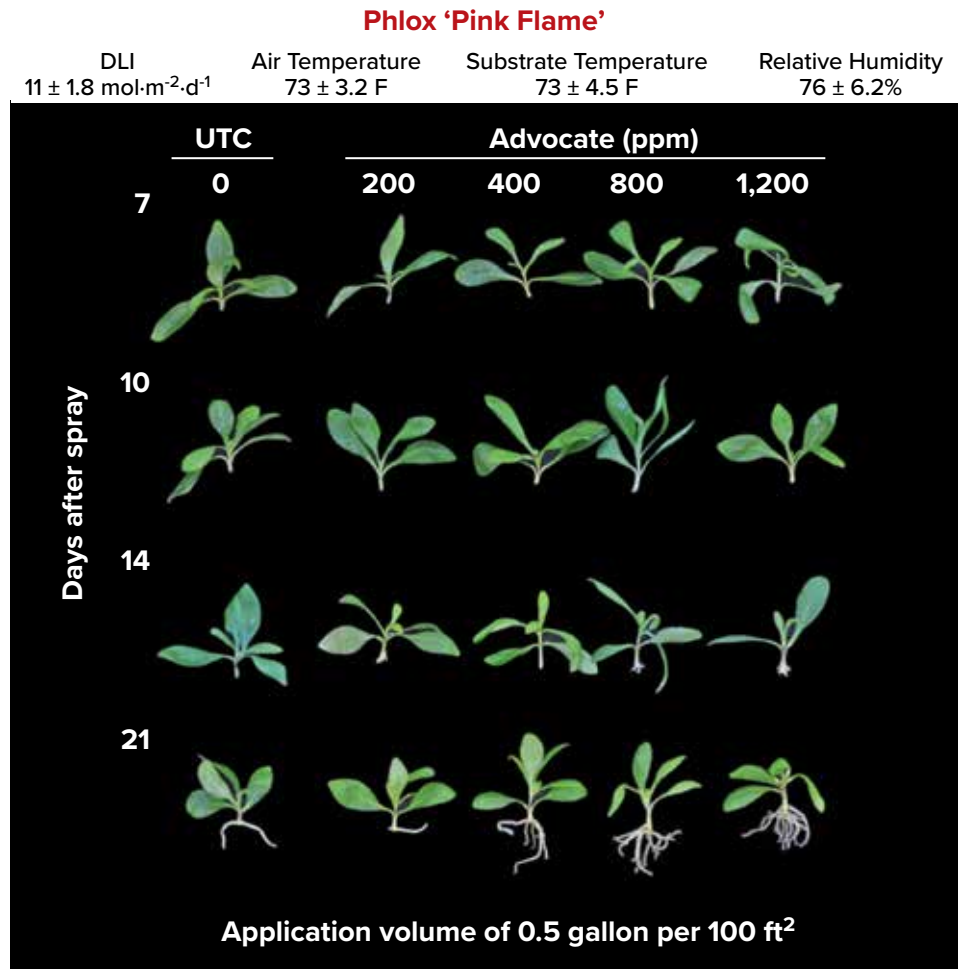 Phlox ‘Pink Flame’
DLI Air Temperature Substrate Temperature Relative Humidity
11 ± 1.8 mol·m⁻²·d⁻¹ 73 ± 3.2 F 73 ± 4.5 F 76 ± 6.2%
UTC Advocate (ppm)
0 200 400 800 1,200
7
10
Days after spray
14
21
Application volume of 0.5 gallon per 100 ft²